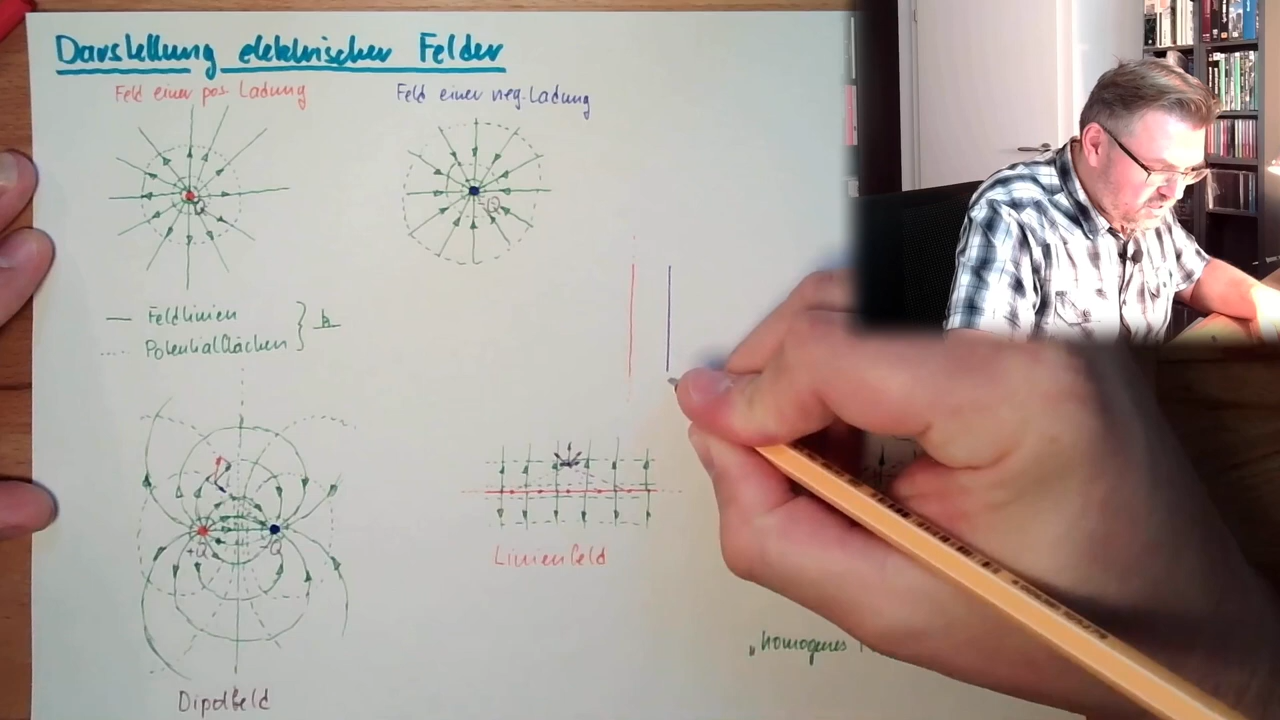 Darstellung elektrischer Felder
Feld einer pos. Ladung
Feld einer neg. Ladung
Q
-Q
Feldlinien
Potentialflächen
+Q
-Q
Linienfeld
Dipolfeld
„homogenes